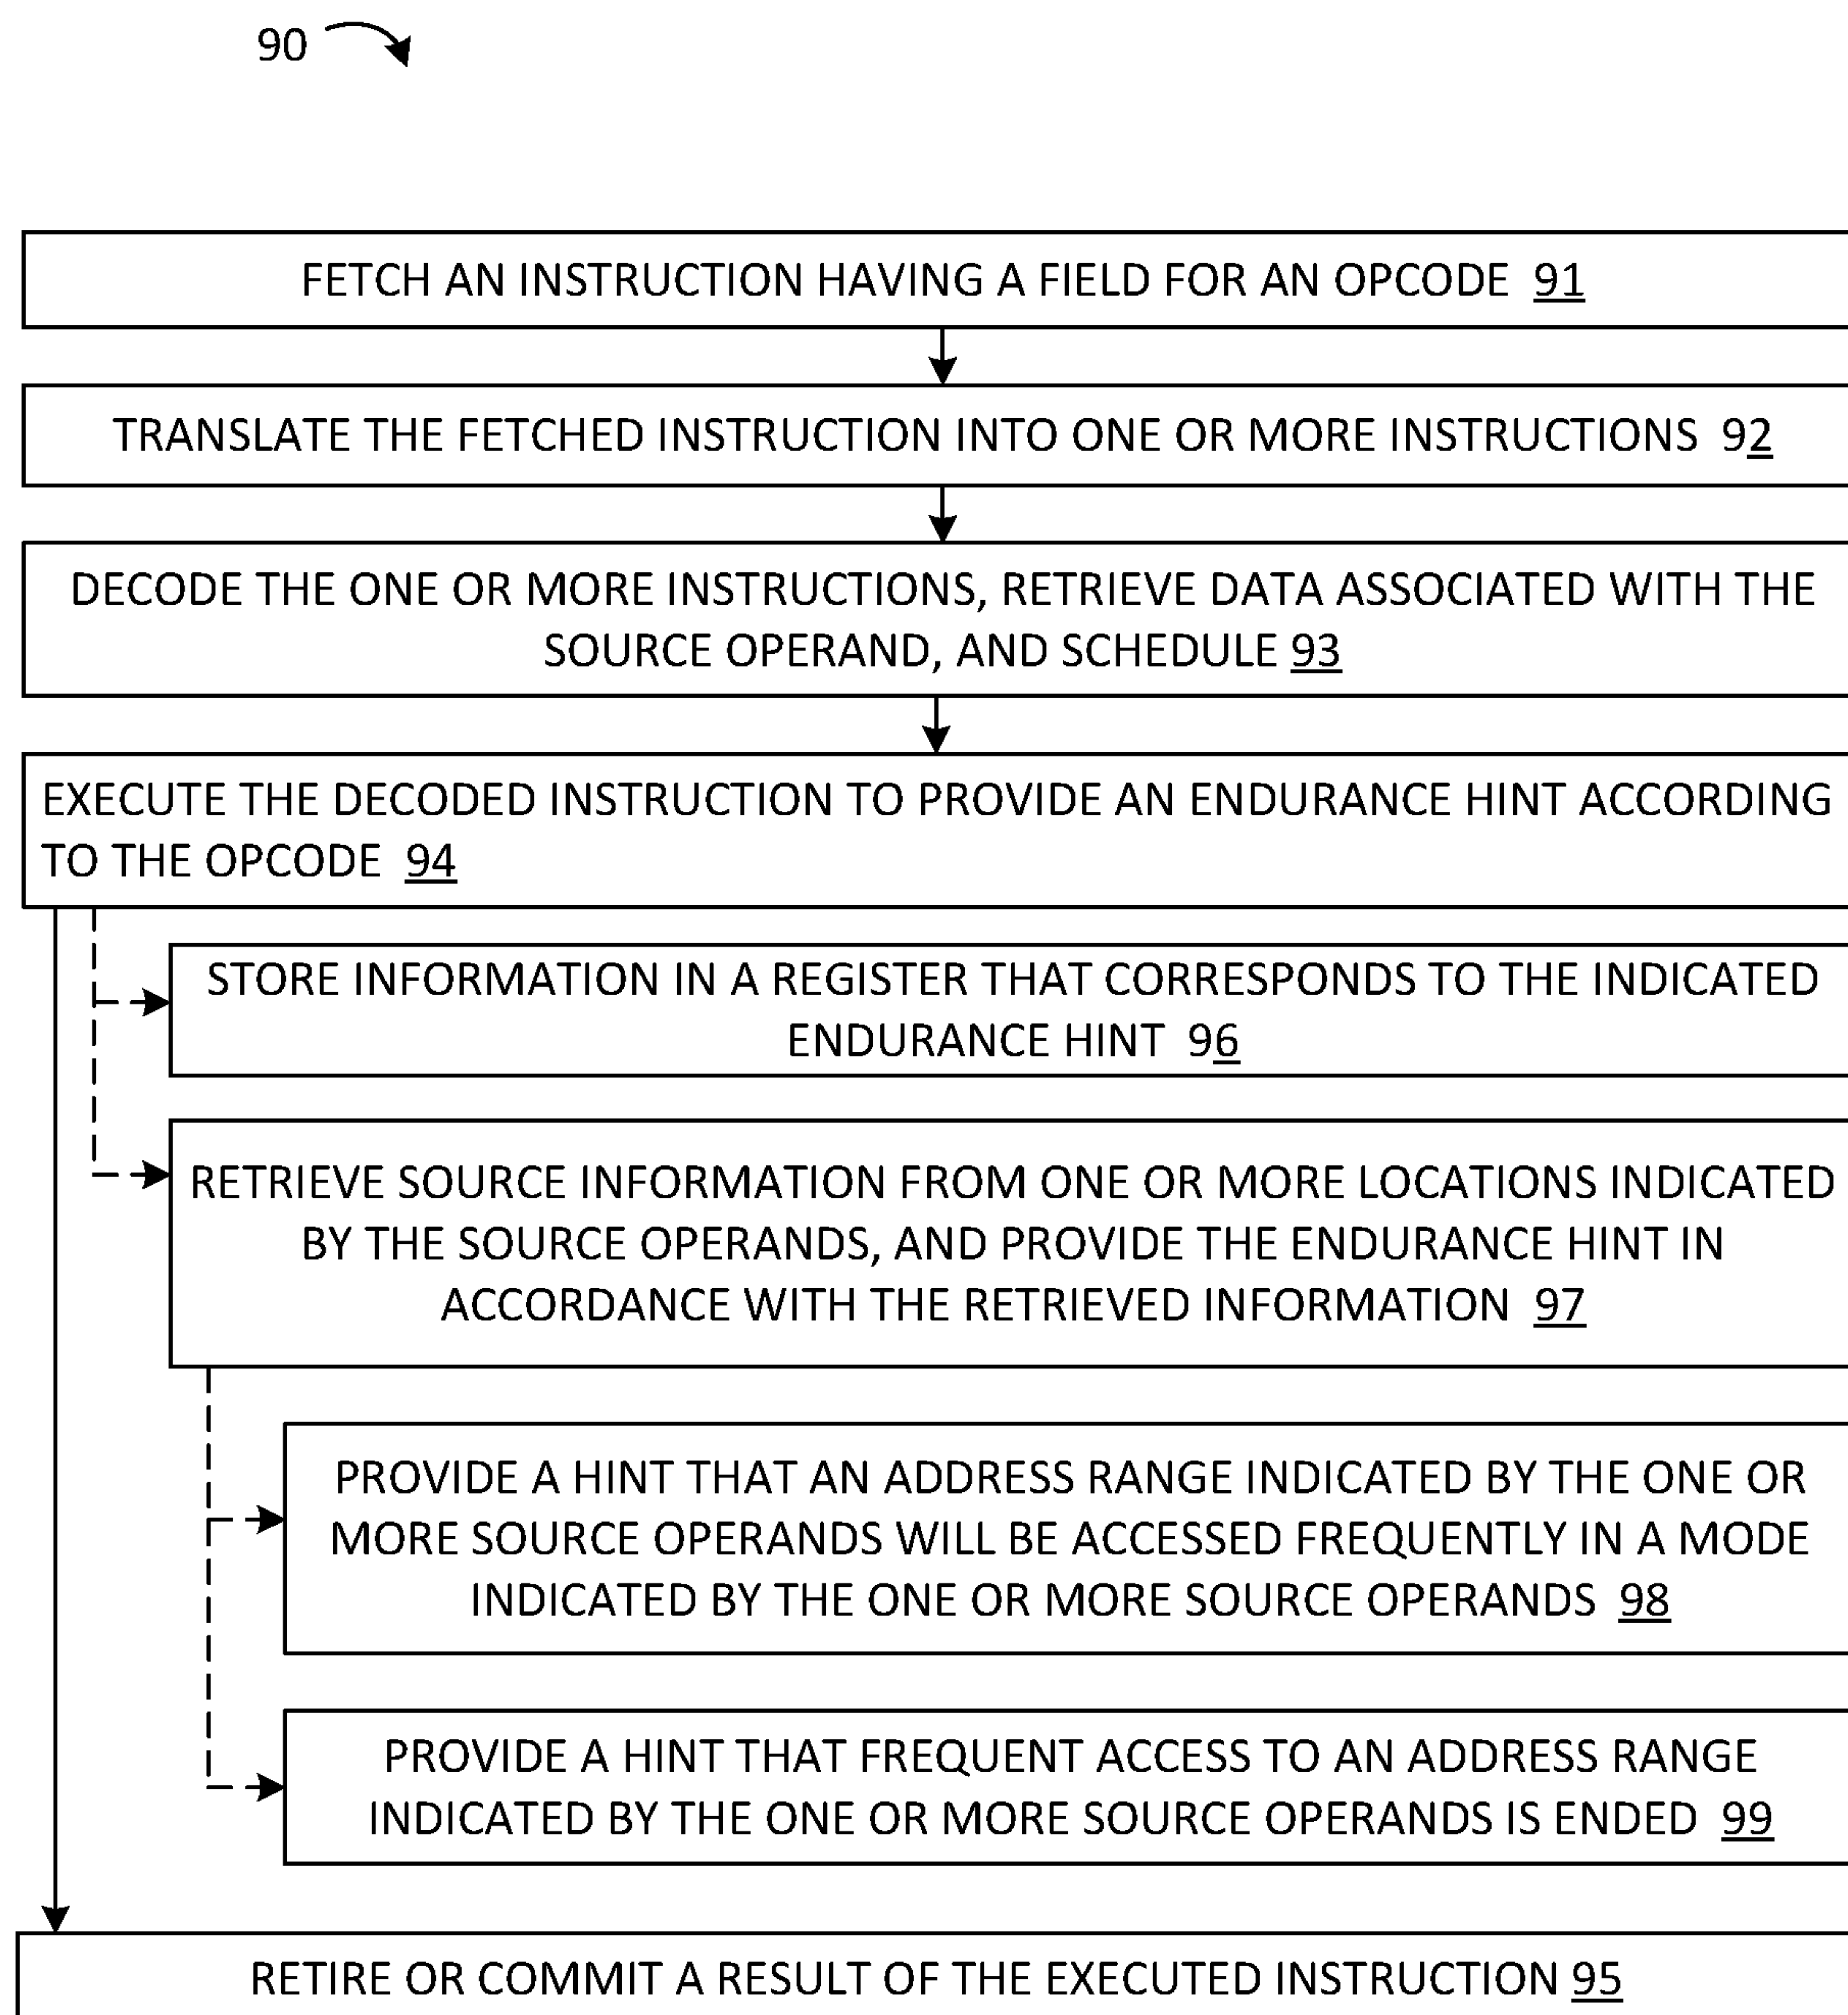 90
FETCH AN INSTRUCTION HAVING A FIELD FOR AN OPCODE 91
TRANSLATE THE FETCHED INSTRUCTION INTO ONE OR MORE INSTRUCTIONS 92
DECODE THE ONE OR MORE INSTRUCTIONS, RETRIEVE DATA ASSOCIATED WITH THE
SOURCE OPERAND, AND SCHEDULE 93
EXECUTE THE DECODED INSTRUCTION TO PROVIDE AN ENDURANCE HINT ACCORDING
TO THE OPCODE 94
STORE INFORMATION IN A REGISTER THAT CORRESPONDS TO THE INDICATED
ENDURANCE HINT 96
RETRIEVE SOURCE INFORMATION FROM ONE OR MORE LOCATIONS INDICATED
BY THE SOURCE OPERANDS, AND PROVIDE THE ENDURANCE HINT IN
ACCORDANCE WITH THE RETRIEVED INFORMATION 97
PROVIDE A HINT THAT AN ADDRESS RANGE INDICATED BY THE ONE OR
MORE SOURCE OPERANDS WILL BE ACCESSED FREQUENTLY IN A MODE
INDICATED BY THE ONE OR MORE SOURCE OPERANDS 98
PROVIDE A HINT THAT FREQUENT ACCESS TO AN ADDRESS RANGE
INDICATED BY THE ONE OR MORE SOURCE OPERANDS IS ENDED 99
RETIRE OR COMMIT A RESULT OF THE EXECUTED INSTRUCTION 95